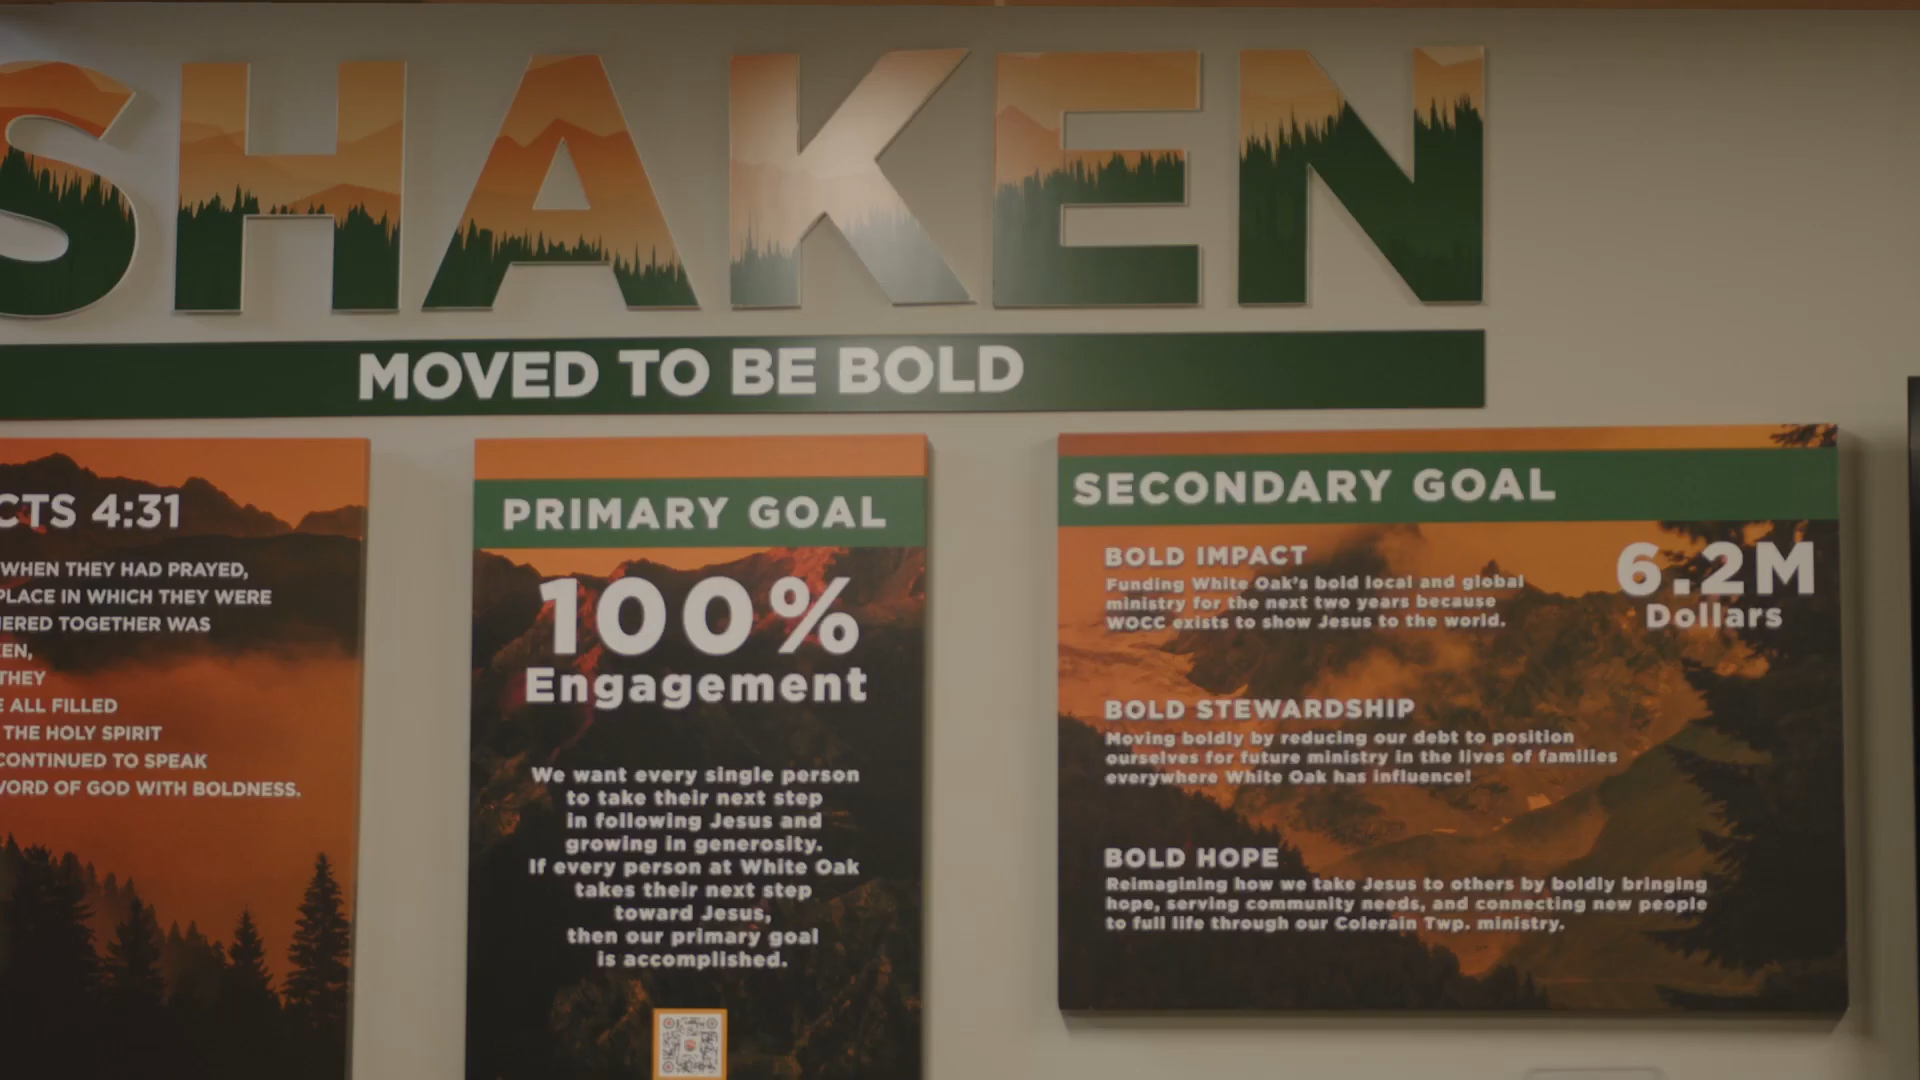 SHAKEN
MOVED TO BE BOLD
CTS 4:31
WHEN THEY HAD PRAYED,
PLACE IN WHICH THEY WERE
ERED TOGETHER WAS
EN,
THEY
ALL FILLED
THE HOLY SPIRIT
CONTINUED TO SPEAK
WORD OF GOD WITH BOLDNESS.
PRIMARY GOAL
100%
Engagement
We want every single person
to take their next step
in following Jesus and
growing in generosity.
If every person at White Oak
takes their next step
toward Jesus,
then our primary goal
is accomplished.
SECONDARY GOAL
6.2M
Dollars
BOLD IMPACT
Funding White Oak's bold local and global
ministry for the next two years because
WOCC exists to show Jesus to the world.
BOLD STEWARDSHIP
Moving boldly by reducing our debt to position
ourselves for future ministry in the lives of families
everywhere White Oak has influence!
BOLD HOPE
Reimagining how we take Jesus to others by boldly bringing
hope, serving community needs, and connecting new people
to full life through our Colerain Twp. ministry.